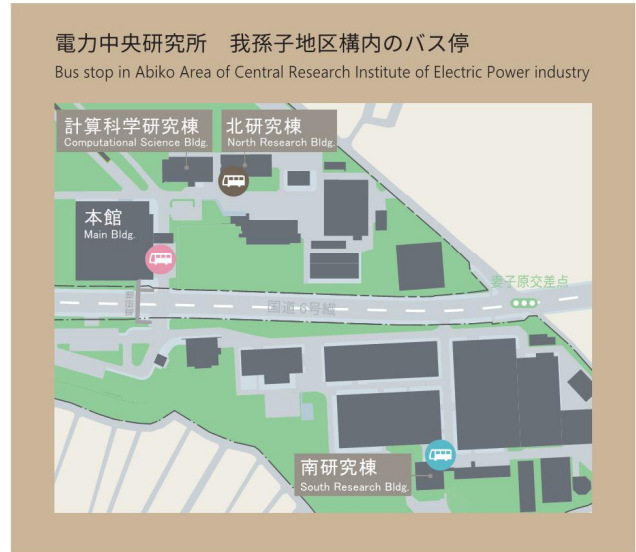 電力中央研究所　我孫子地区構内のバス停
Bus stop in Abiko Area of Central Research Institute of Electric Power industry
計算科学研究棟
Computational Science Bldg.
北研究棟
North Research Bldg.
本館
Main Bldg.
妻子原交差点
国道6号線
南研究棟
South Research Bldg.